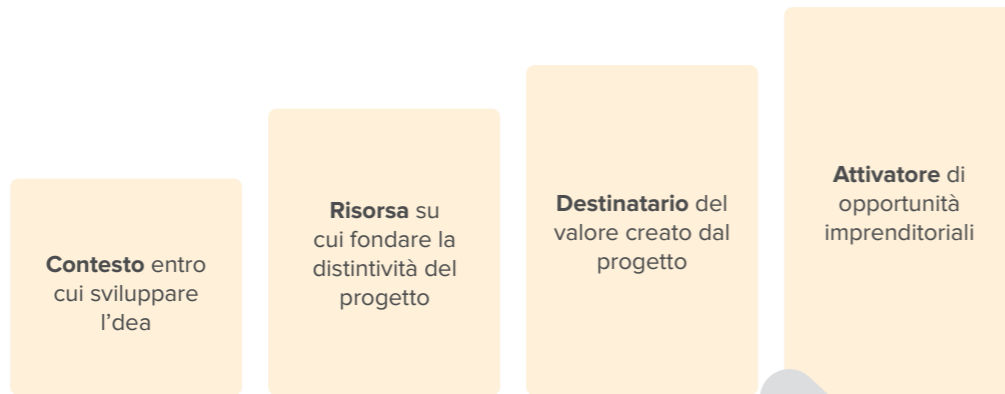 Contesto entro
cui sviluppare
l’dea
Risorsa su
cui fondare la
distintività del
progetto
Destinatario del
valore creato dal
progetto
Attivatore di
opportunità
imprenditoriali